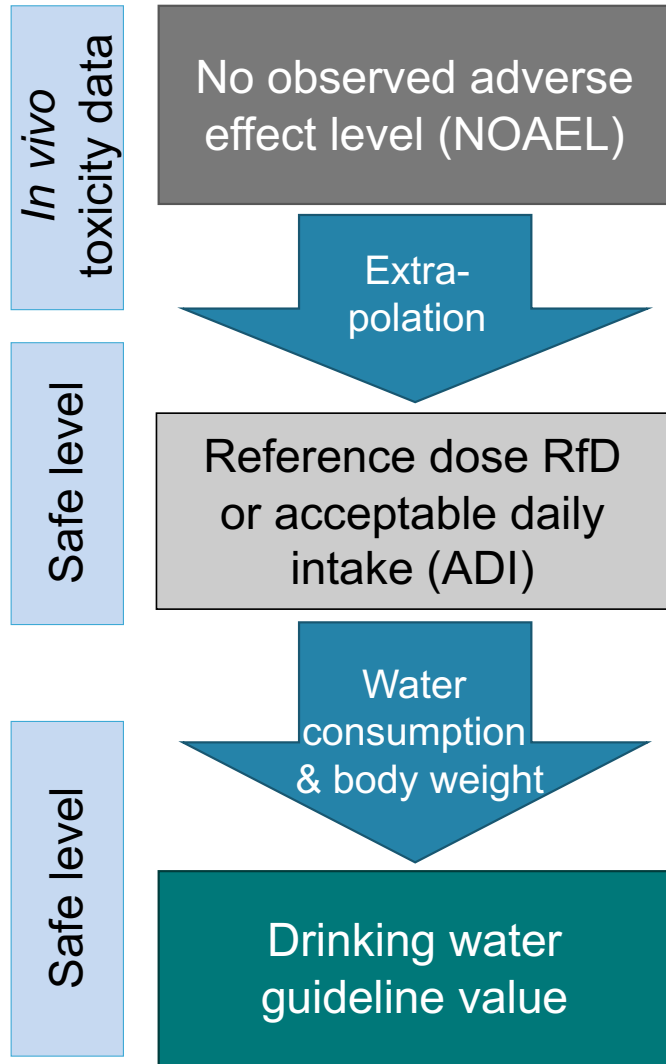 In vivo
toxicity data
No observed adverse
effect level (NOAEL)
Extra-
polation
Safe level
Reference dose RfD
or acceptable daily
intake (ADI)
Water
consumption
& body weight
Safe level
Drinking water
guideline value